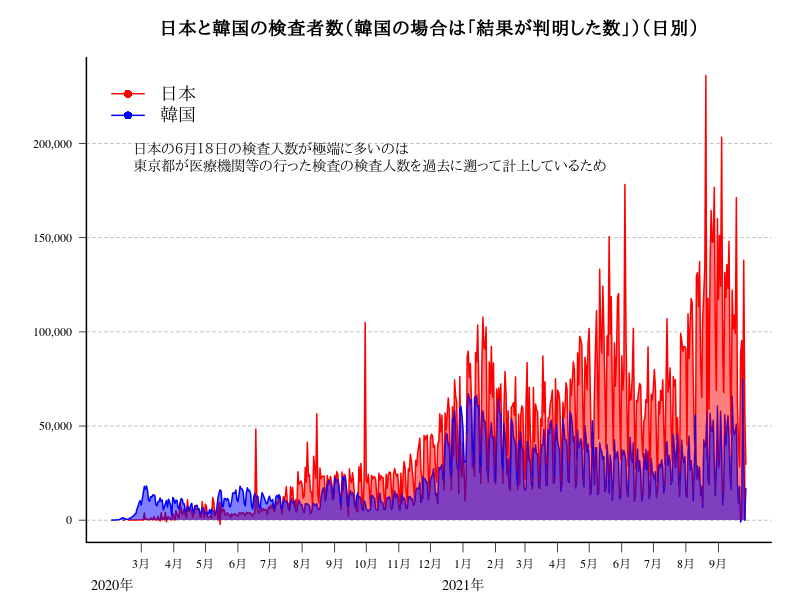 日本と韓国の検査者数（韓国の場合は「結果が判明した数」）（日別）
日本
韓国
日本の6月18日の検査人数が極端に多いのは
東京都が医療機関等の行った検査の検査人数を過去に遡って計上しているため
200,000
150,000
100,000
50,000
0
3月 4月 5月 6月 7月 8月 9月 10月 11月 12月 1月 2月 3月 4月 5月 6月 7月 8月 9月
2020年 2021年